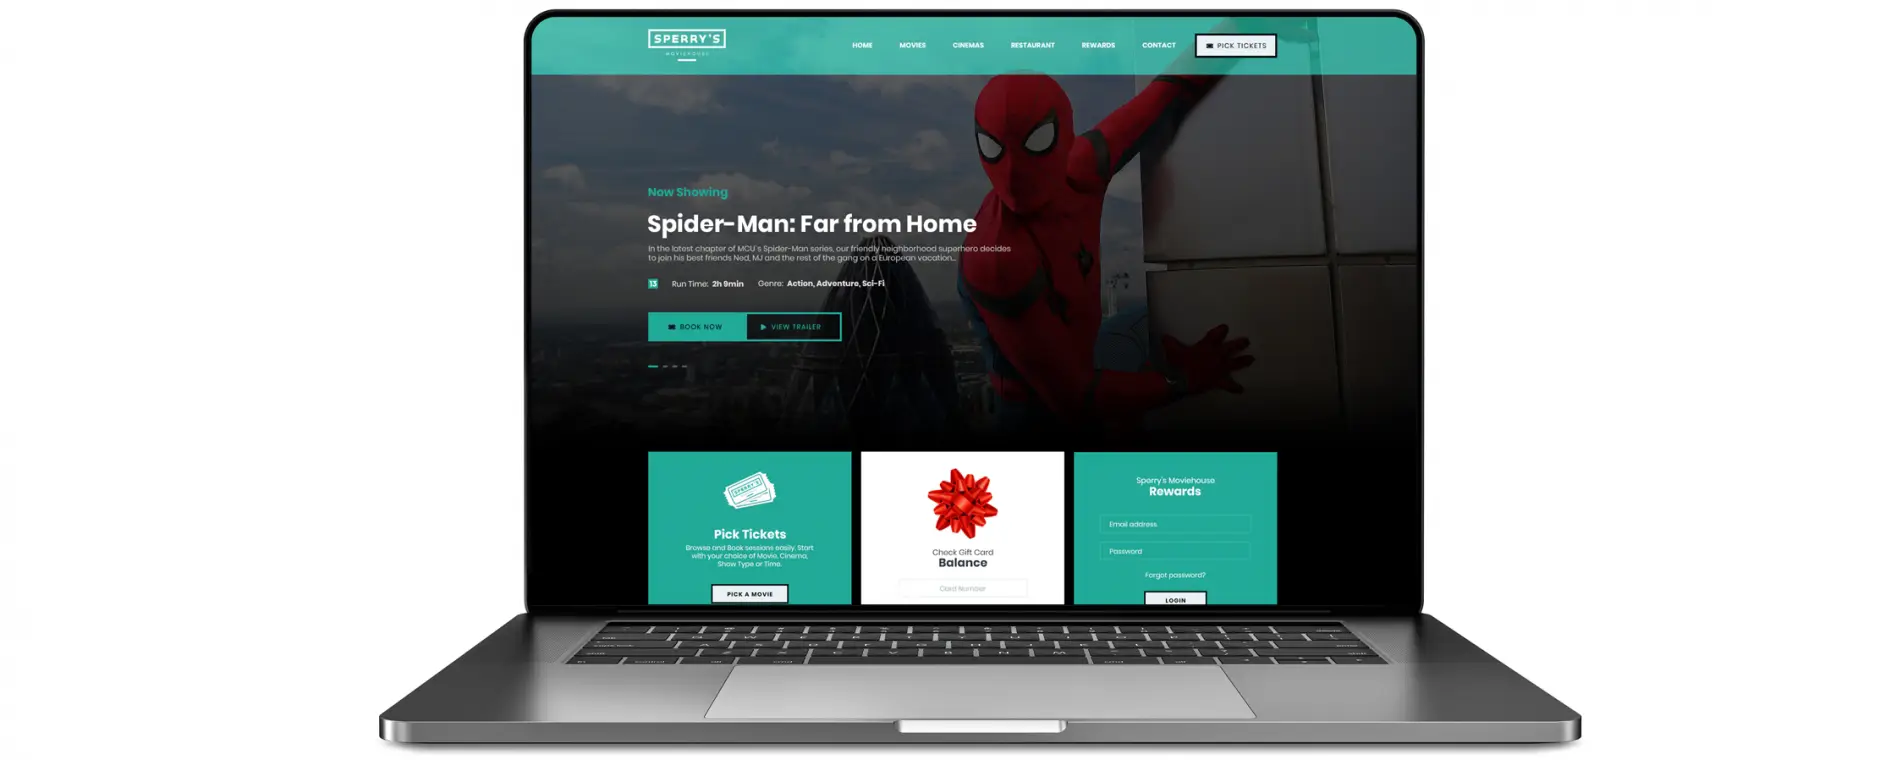 SPERRY'S
MOVIEHOUSE
HOME MOVIES CINEMAS RESTAURANT REWARDS CONTACT PICK TICKETS
Now Showing
Spider-Man: Far from Home
In the latest chapter of MCU's Spider-Man series, our friendly neighborhood superhero decides
to join his best friends Ned, MJ and the rest of the gang on a European vacation...
13 Run Time: 2h 9min Genre: Action, Adventure, Sci-Fi
BOOK NOW VIEW TRAILER
SPERRY'S
Pick Tickets
Browse and Book sessions easily. Start
with your choice of Movie, Cinema,
Show Type or Time.
PICK A MOVIE
Check Gift Card
Balance
Card Number
Sperry's Moviehouse
Rewards
Email address
Password
Forgot password?
LOGIN